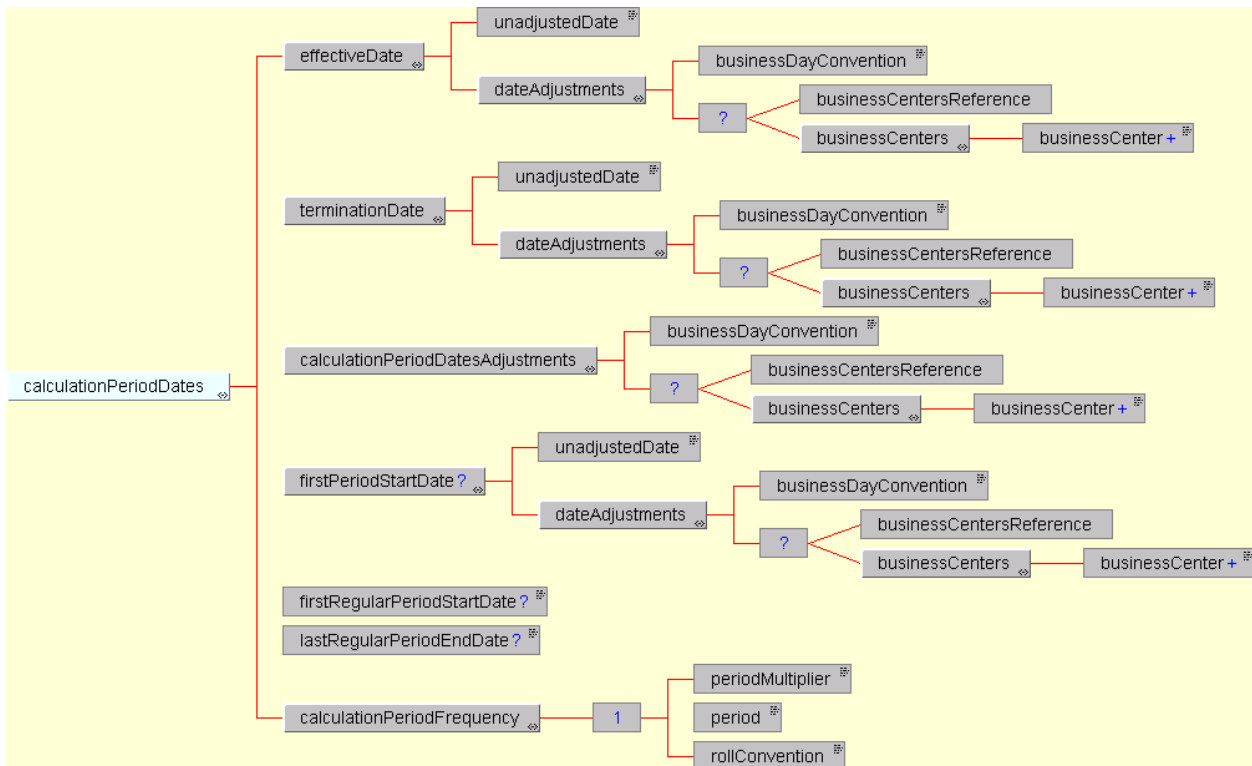 unadjustedDate
effectiveDate
businessDayConvention
dateAdjustments
businessCentersReference
?
businessCenters
businessCenter+
unadjustedDate
terminationDate
businessDayConvention
dateAdjustments
businessCentersReference
?
businessCenters
businessCenter+
businessDayConvention
calculationPeriodDatesAdjustments
businessCentersReference
calculationPeriodDates
?
businessCenters
businessCenter+
unadjustedDate
firstPeriodStartDate?
businessDayConvention
dateAdjustments
businessCentersReference
?
businessCenters
businessCenter+
firstRegularPeriodStartDate?
lastRegularPeriodEndDate?
periodMultiplier
calculationPeriodFrequency
1
period
rollConvention